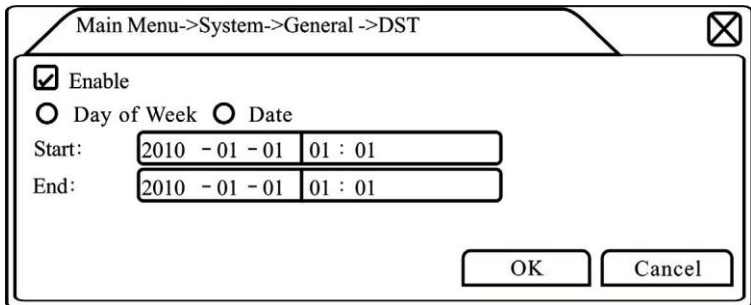 Main Menu->System->General ->DST
Enable
Day of Week Date
Start: 2010 -01 -01 01 : 01
End: 2010 -01 -01 01 : 01
OK Cancel